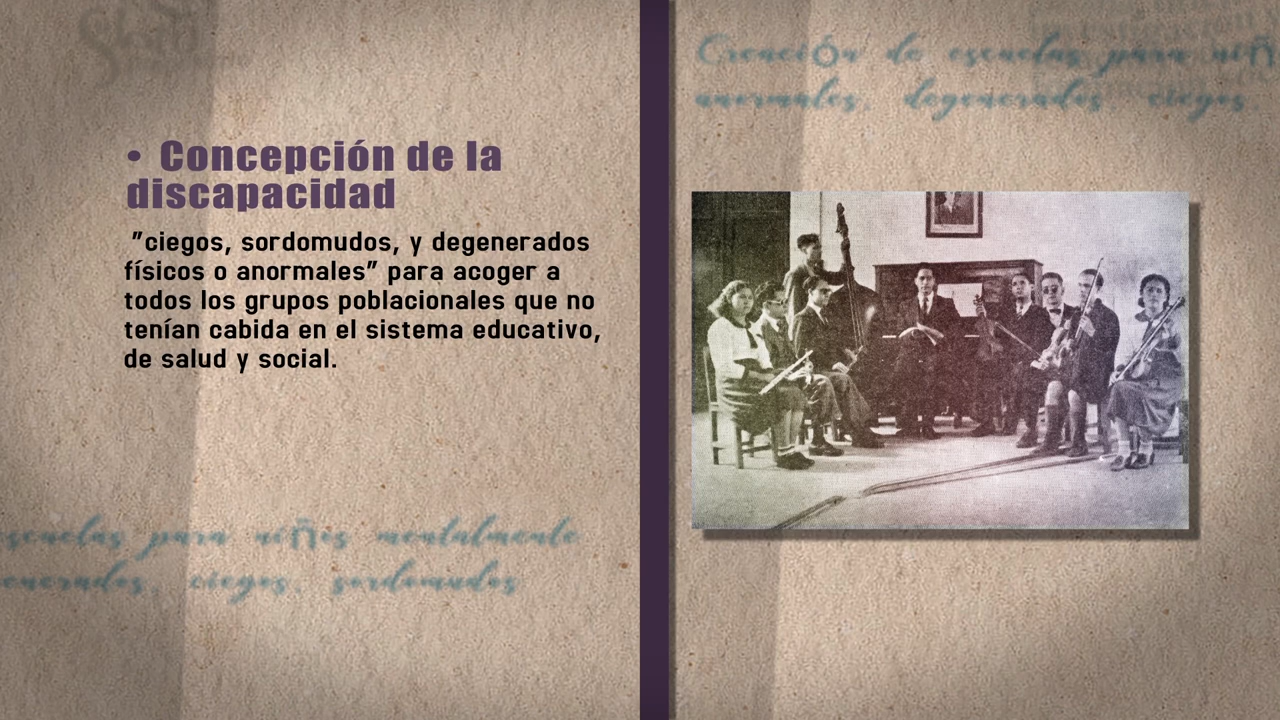 • Concepción de la
discapacidad
"ciegos, sordomudos, y degenerados
físicos o anormales" para acoger a
todos los grupos poblacionales que no
tenían cabida en el sistema educativo,
de salud y social.
escuelas para niños mentalmente
ciegos, sordomudos
Creación de escuelas para niñ
anormales, degenerados ciegos,